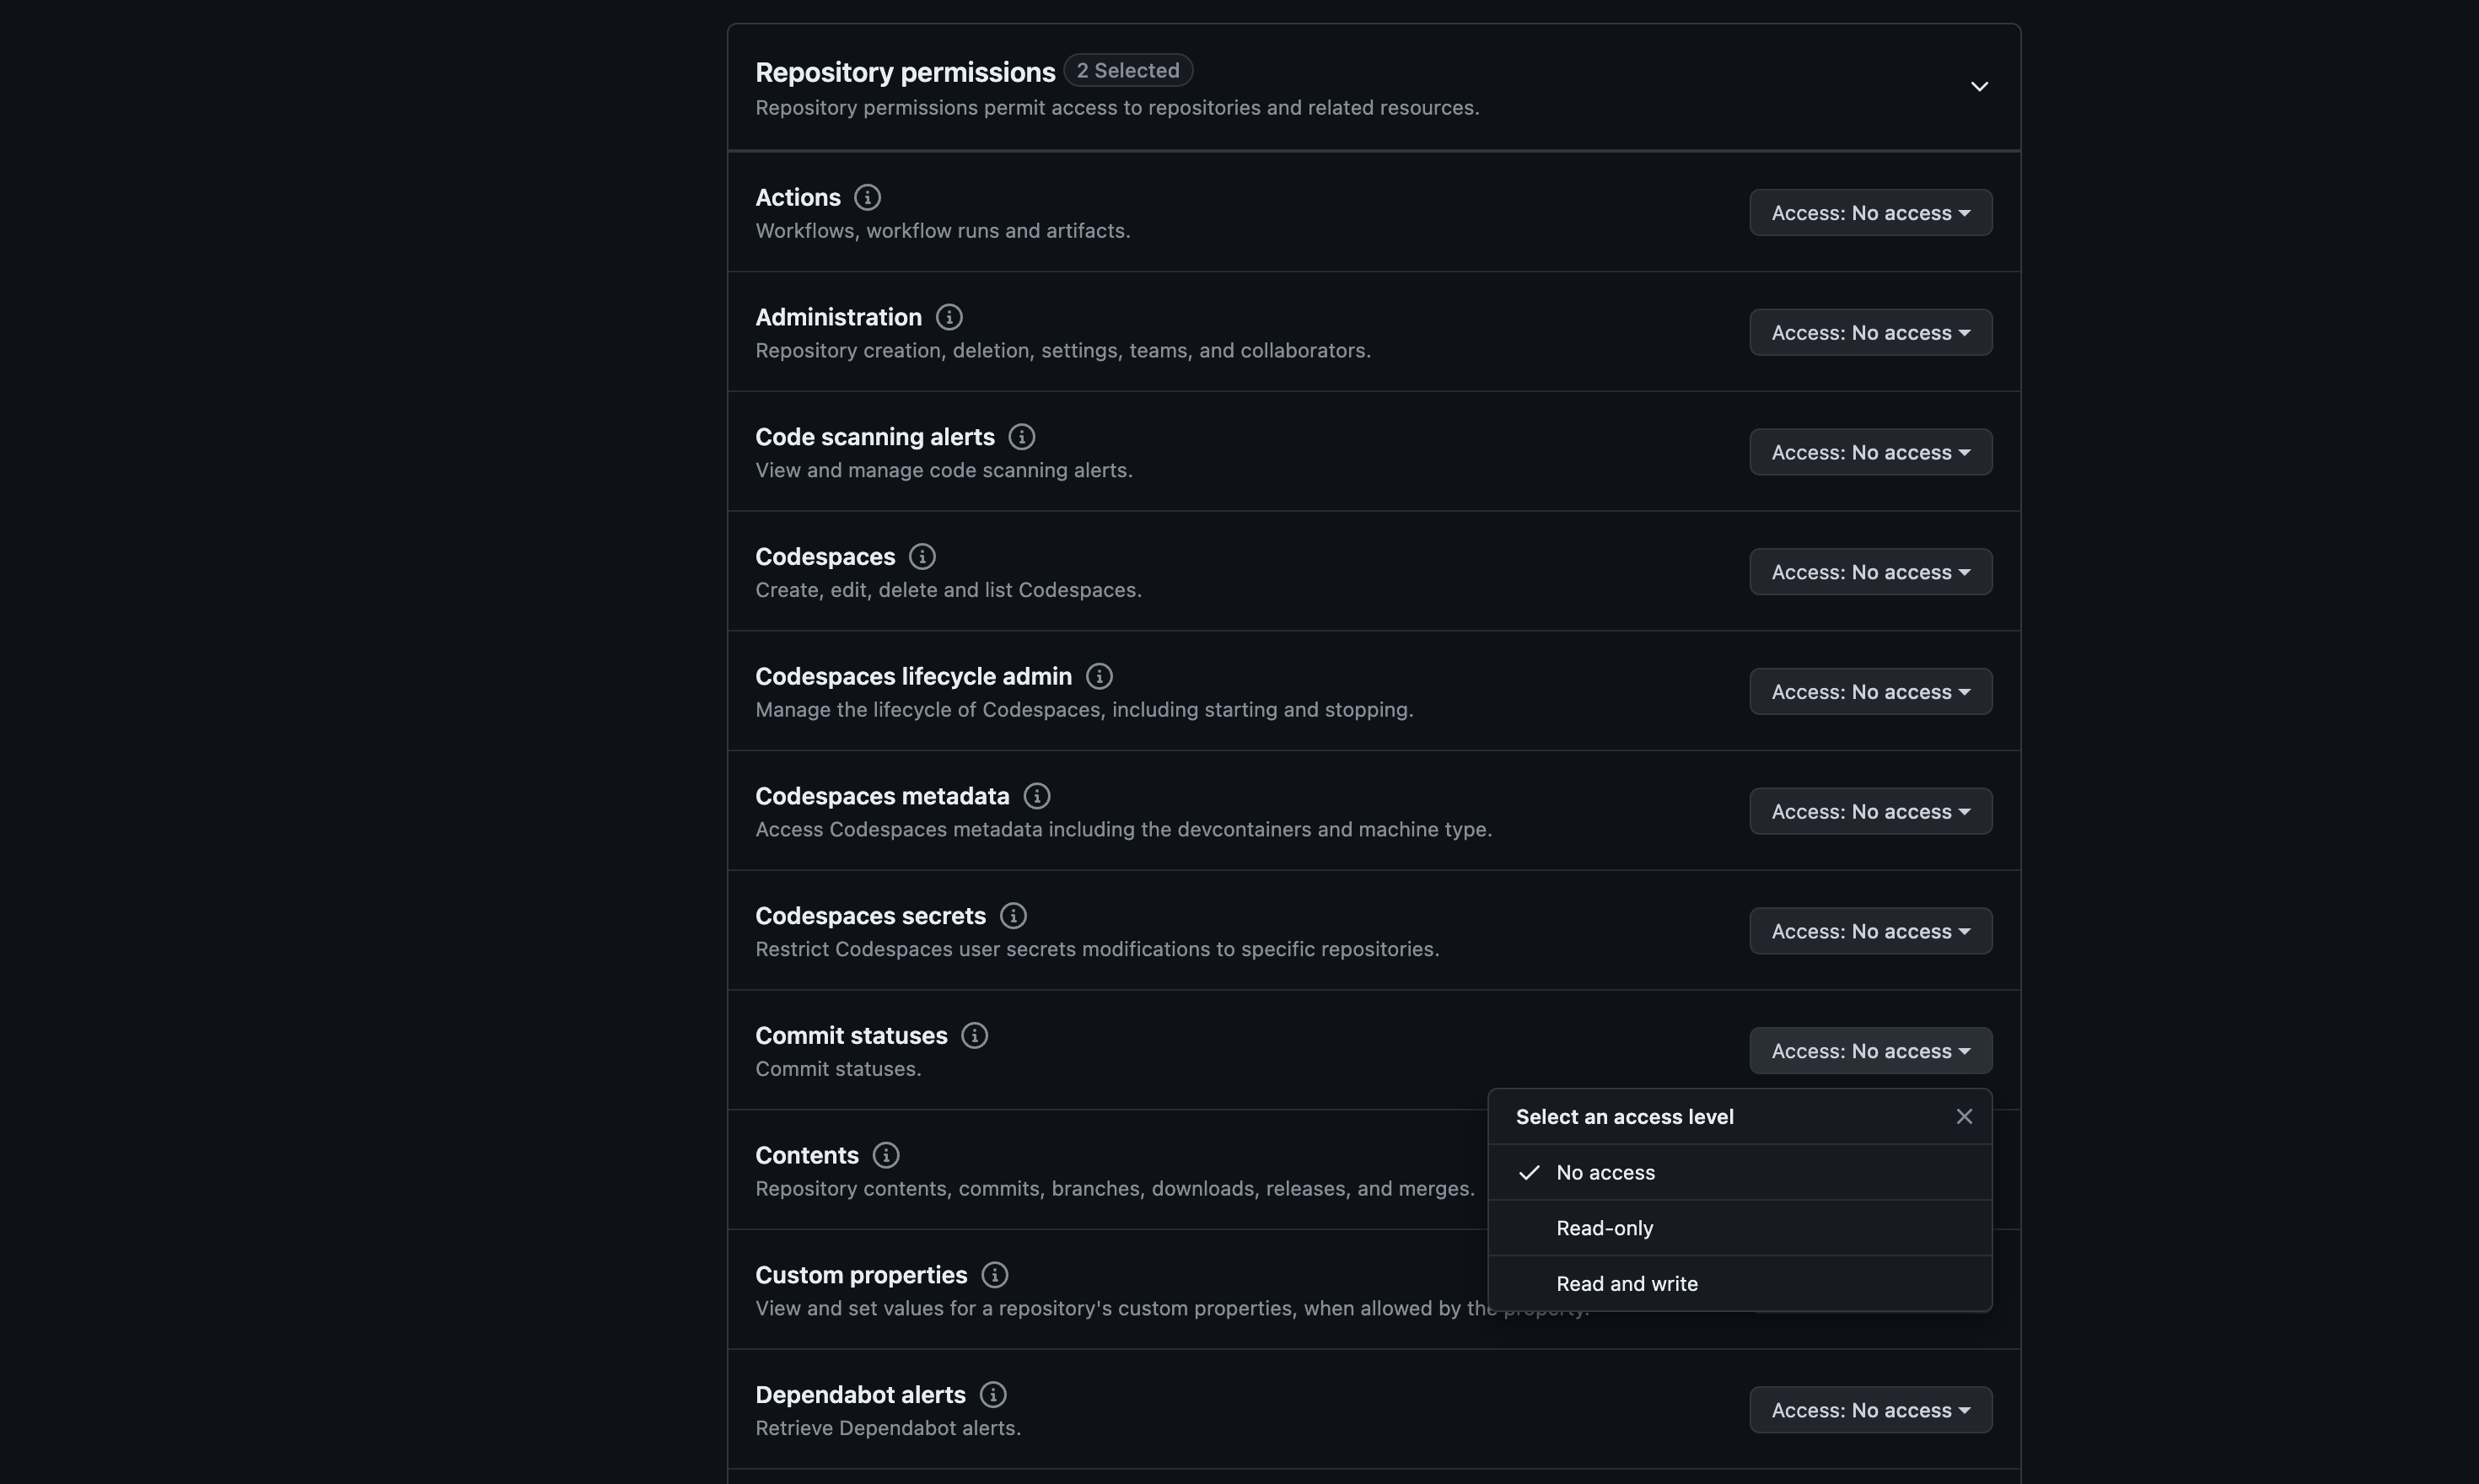 Repository permissions 2 Selected
Repository permissions permit access to repositories and related resources.
Actions
Workflows, workflow runs and artifacts.
Access: No access
Administration
Repository creation, deletion, settings, teams, and collaborators.
Access: No access
Code scanning alerts
View and manage code scanning alerts.
Access: No access
Codespaces
Create, edit, delete and list Codespaces.
Access: No access
Codespaces lifecycle admin
Manage the lifecycle of Codespaces, including starting and stopping.
Access: No access
Codespaces metadata
Access Codespaces metadata including the devcontainers and machine type.
Access: No access
Codespaces secrets
Restrict Codespaces user secrets modifications to specific repositories.
Access: No access
Commit statuses
Commit statuses.
Access: No access
Select an access level
No access
Read-only
Read and write
Contents
Repository contents, commits, branches, downloads, releases, and merges.
Custom properties
View and set values for a repository's custom properties, when allowed by the property.
Dependabot alerts
Retrieve Dependabot alerts.
Access: No access